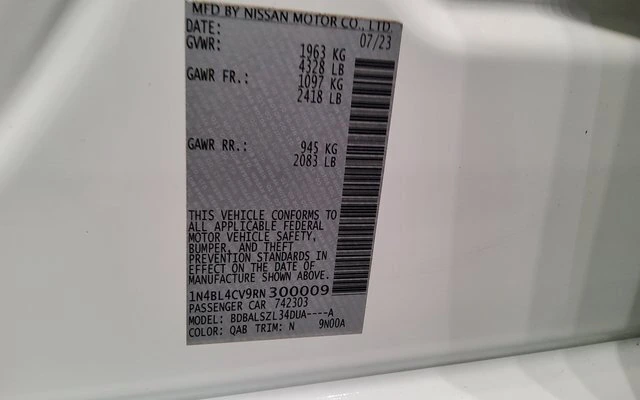 MFD BY NISSAN MOTOR CO., LTD.
DATE: 07/23
GVWR: 1963 KG
4328 LB
GAWR FR.: 1097 KG
2418 LB
GAWR RR.: 945 KG
2083 LB
THIS VEHICLE CONFORMS TO
ALL APPLICABLE FEDERAL
MOTOR VEHICLE SAFETY,
BUMPER, AND THEFT
PREVENTION STANDARDS IN
EFFECT ON THE DATE OF
MANUFACTURE SHOWN ABOVE.
1N4BL4CV9RN300009
PASSENGER CAR 742303
MODEL: BDBALSZL34DUA----A
COLOR: QAB TRIM: N 9N00A